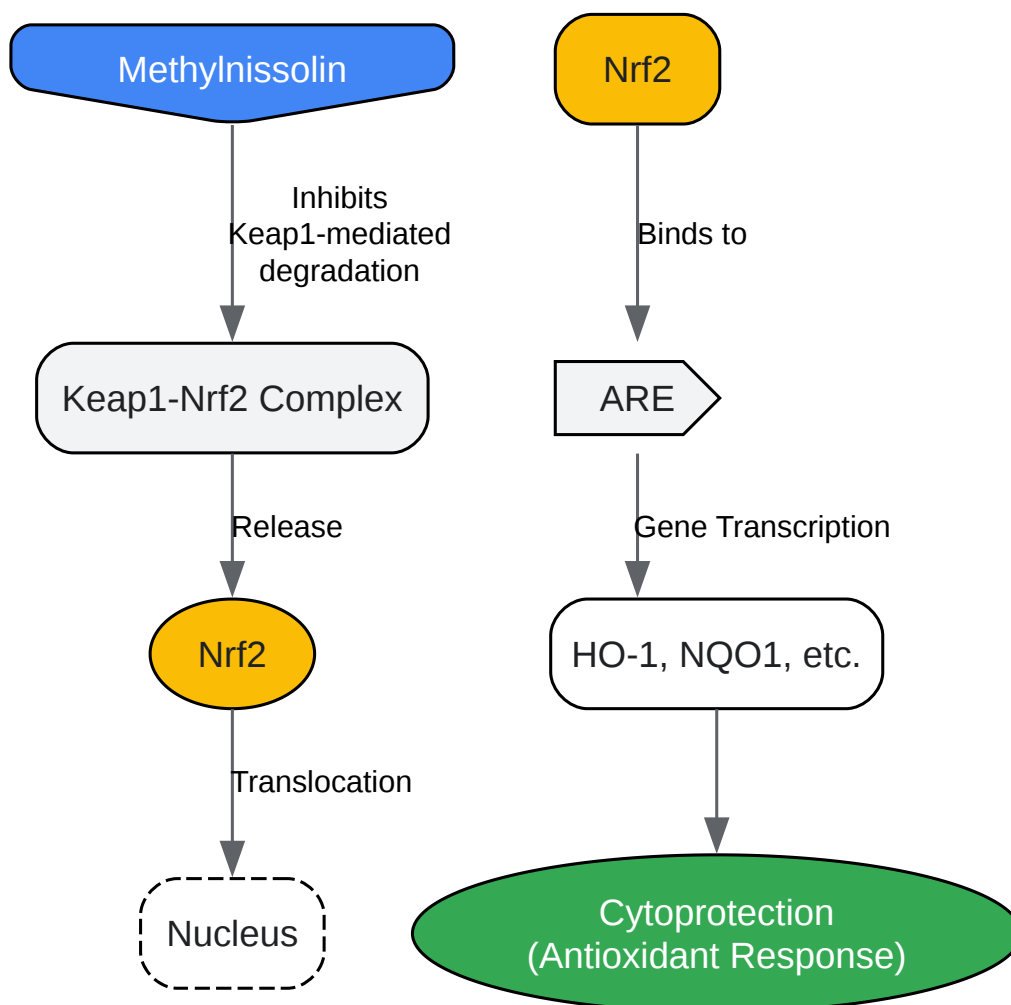 Methylnissolin
Inhibits
Keap1-mediated
degradation
Keap1-Nrf2 Complex
Release
Nrf2
Translocation
Nucleus
Nrf2
Binds to
ARE
Gene Transcription
HO-1, NQO1, etc.
Cytoprotection
(Antioxidant Response)